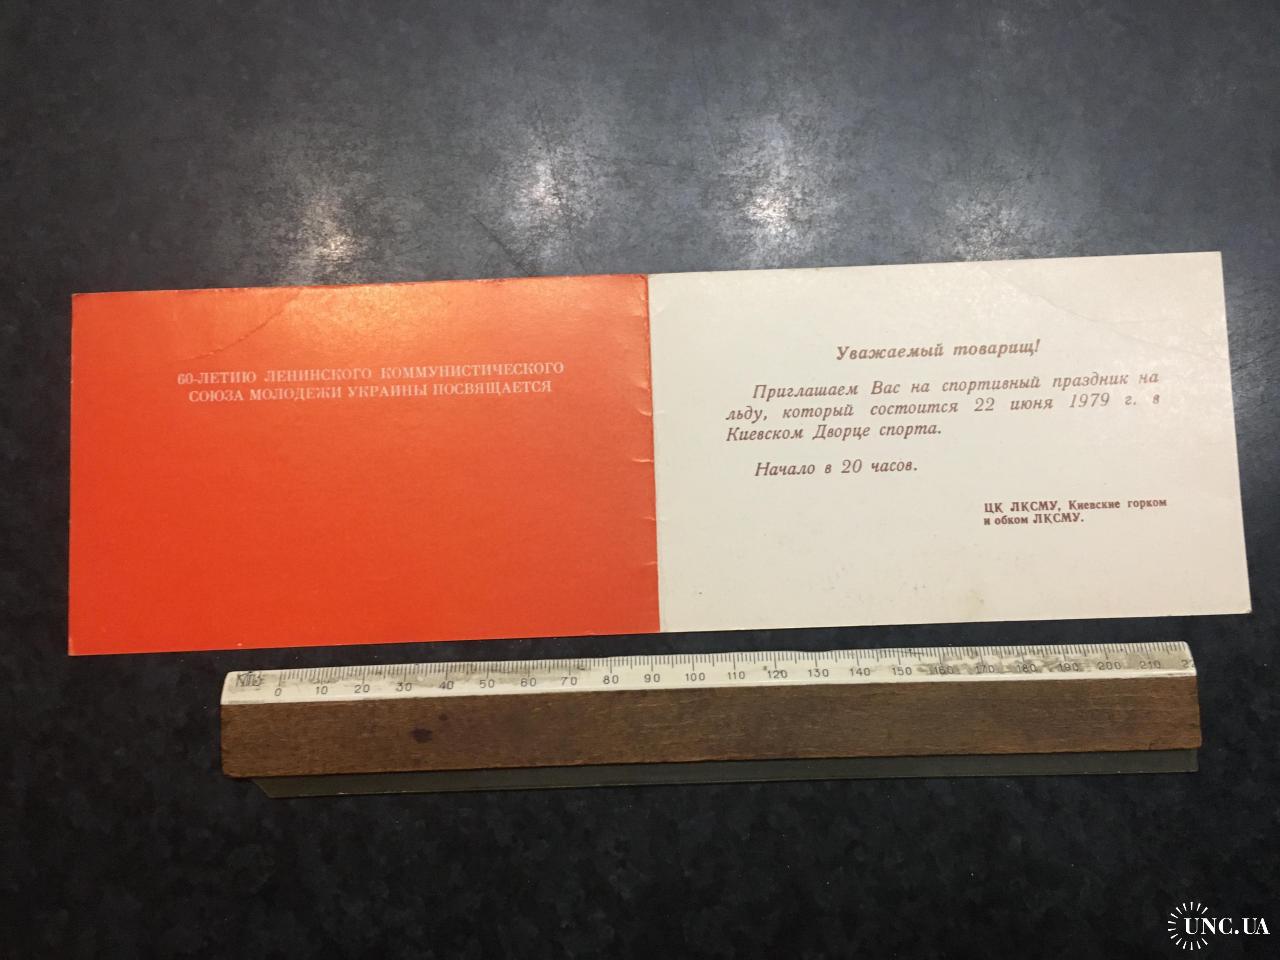 60-ЛЕТИЮ ЛЕНИНСКОГО КОММУНИСТИЧЕСКОГО
СОЮЗА МОЛОДЕЖИ УКРАИНЫ ПОСВЯЩАЕТСЯ
Уважаемый товарищ!
Приглашаем Вас на спортивный праздник на
льду, который состоится 22 июня 1979 г. в
Киевском Дворце спорта.
Начало в 20 часов.
ЦК ЛКСМУ, Киевские горком
и обком ЛКСМУ.
0 10 20 30 40 50 60 70 80 90 100 110 120 130 140 150 160 170 180 190 200 210
UNC.UA